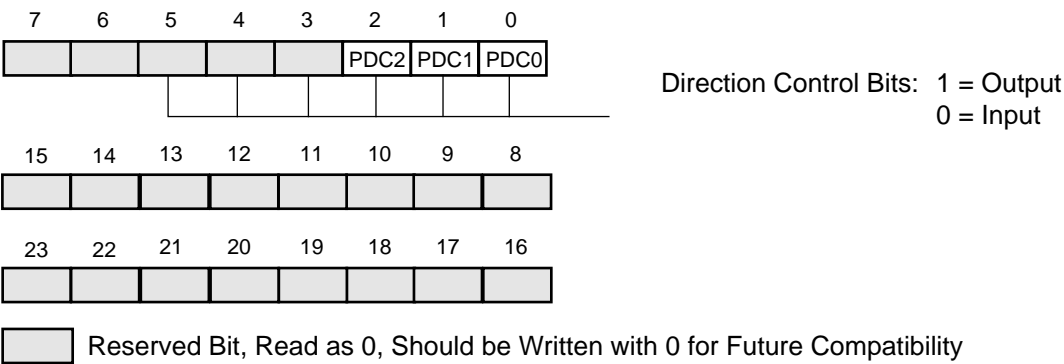 7 6 5 4 3 2 1 0
PDC2 PDC1 PDC0
Direction Control Bits: 1 = Output
0 = Input
15 14 13 12 11 10 9 8
23 22 21 20 19 18 17 16
Reserved Bit, Read as 0, Should be Written with 0 for Future Compatibility